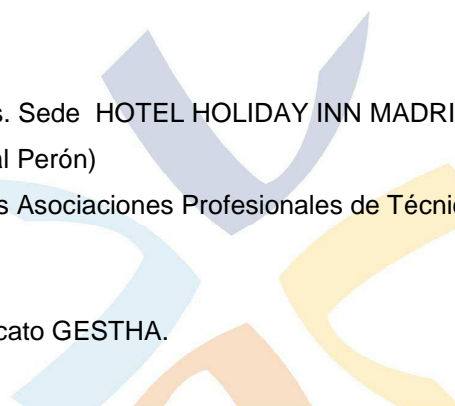 s. Sede HOTEL HOLIDAY INN MADRI
al Perón)
s Asociaciones Profesionales de Técni
cato GESTHA.